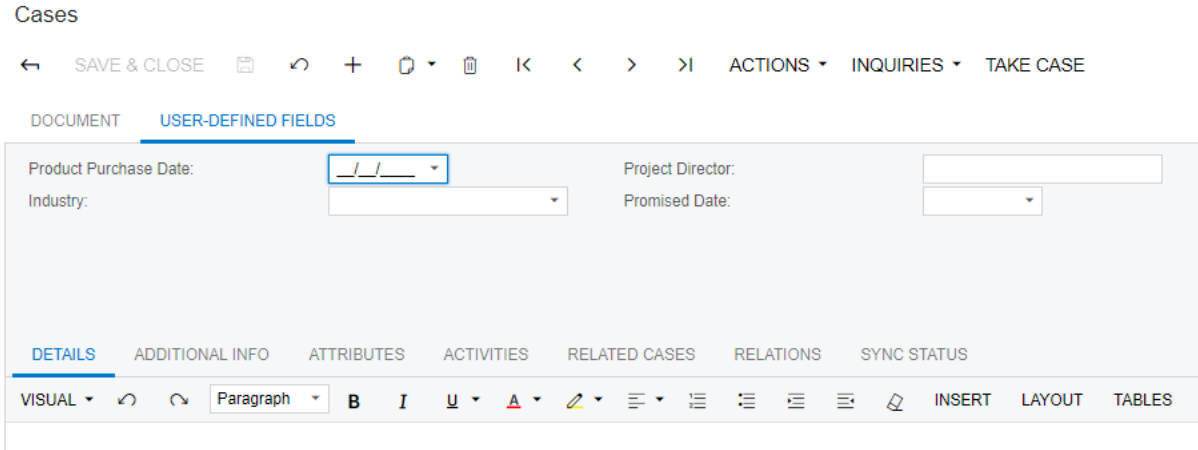 Cases
SAVE & CLOSE ACTIONS INQUIRIES TAKE CASE
DOCUMENT USER-DEFINED FIELDS
Product Purchase Date: __/__/____ Project Director:
Industry: Promised Date:
DETAILS ADDITIONAL INFO ATTRIBUTES ACTIVITIES RELATED CASES RELATIONS SYNC STATUS
VISUAL Paragraph B I U A INSERT LAYOUT TABLES